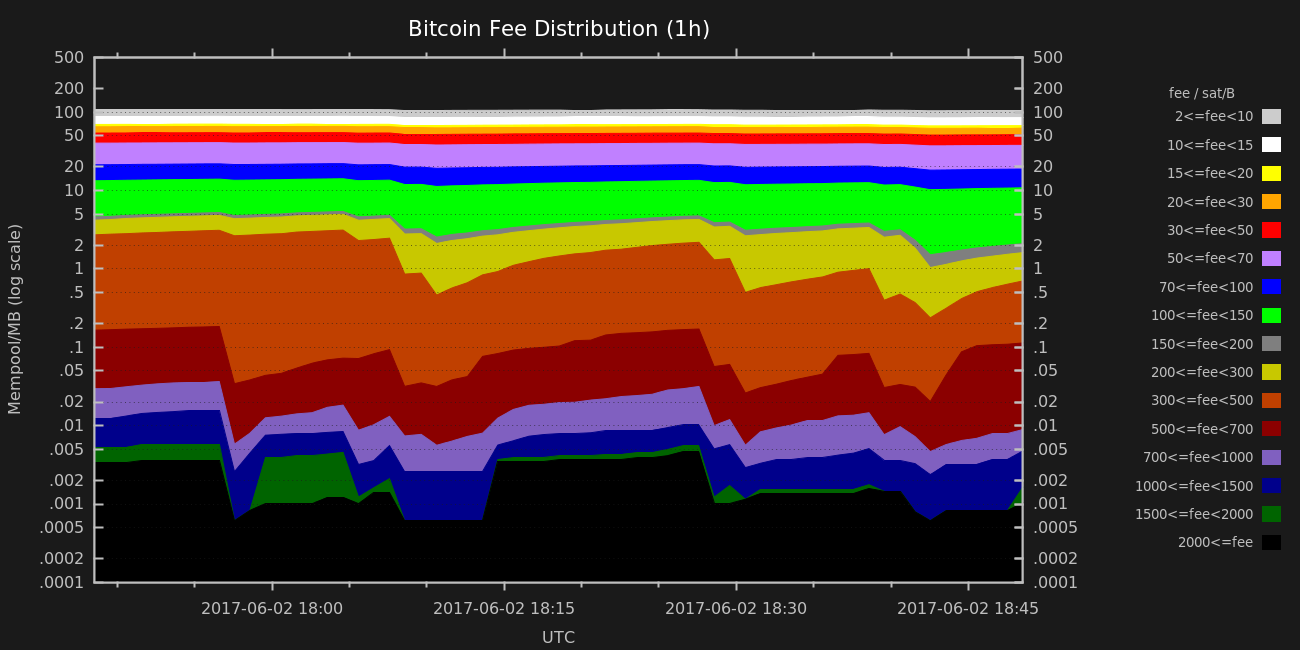 Bitcoin Fee Distribution (1h)
500 500
200 200
100 100
50 50
20 20
10 10
5 5
2 2
1 1
.5 .5
.2 .2
.1 .1
.05 .05
.02 .02
.01 .01
.005 .005
.002 .002
.001 .001
.0005 .0005
.0002 .0002
.0001 .0001
Mempool/MB (log scale)
2017-06-02 18:00 2017-06-02 18:15 2017-06-02 18:30 2017-06-02 18:45
UTC
fee / sat/B
2<=fee<10
10<=fee<15
15<=fee<20
20<=fee<30
30<=fee<50
50<=fee<70
70<=fee<100
100<=fee<150
150<=fee<200
200<=fee<300
300<=fee<500
500<=fee<700
700<=fee<1000
1000<=fee<1500
1500<=fee<2000
2000<=fee